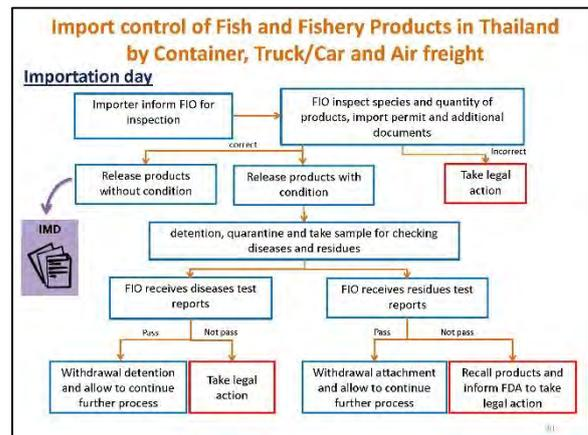 Import control of Fish and Fishery Products in Thailand
by Container, Truck/Car and Air freight
Importation day
Importer inform FIO for
inspection
FIO inspect species and quantity of
products, import permit and additional
documents
correct
Incorrect
Release products
without condition
Release products with
condition
Take legal
action
IMD
detention, quarantine and take sample for checking
diseases and residues
FIO receives diseases test
reports
FIO receives residues test
reports
Pass
Not pass
Pass
Not pass
Withdrawal detention
and allow to continue
further process
Take legal
action
Withdrawal attachment
and allow to continue
further process
Recall products and
inform FDA to take
legal action